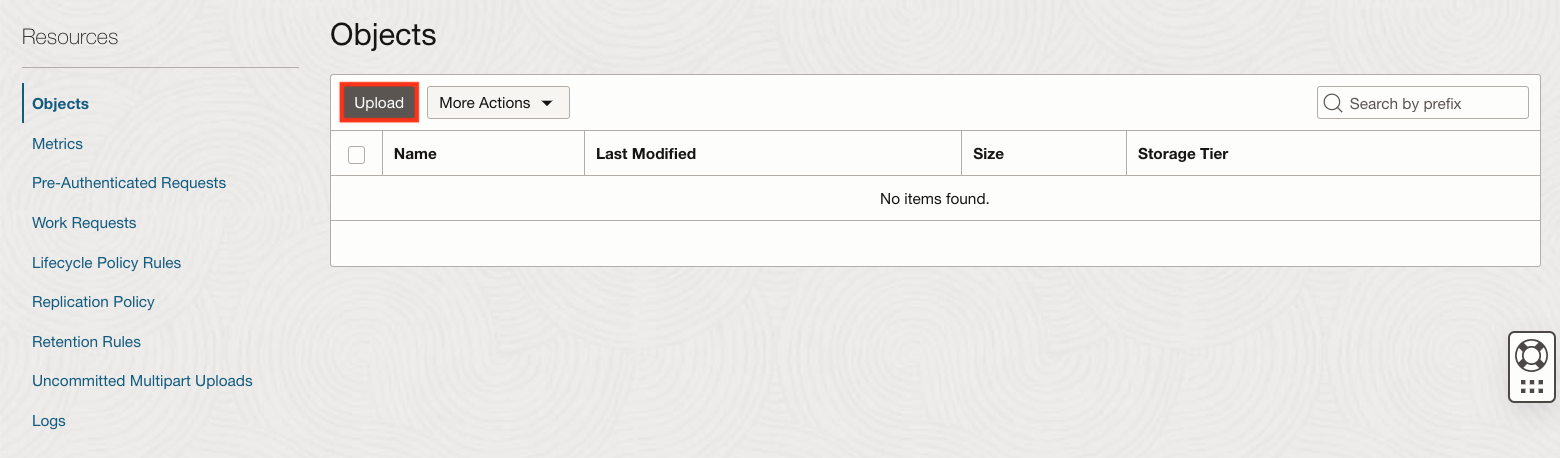 Resources
Objects
Metrics
Pre-Authenticated Requests
Work Requests
Lifecycle Policy Rules
Replication Policy
Retention Rules
Uncommitted Multipart Uploads
Logs
Objects
Upload More Actions Search by prefix
Name Last Modified Size Storage Tier
No items found.